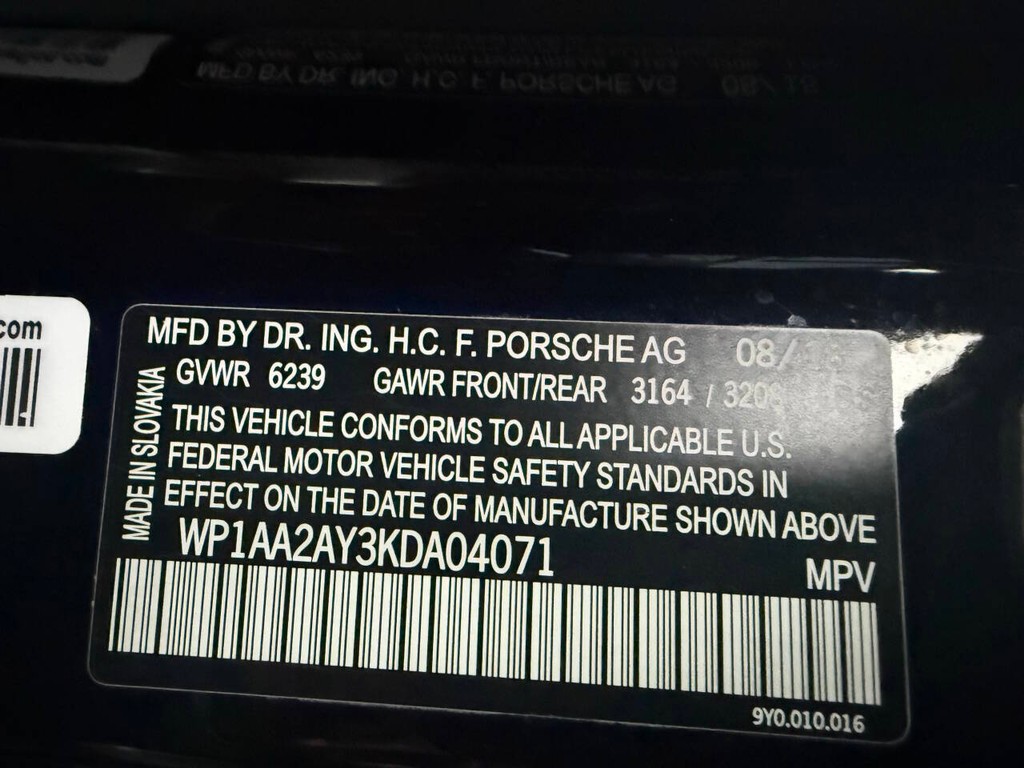 com
MFD BY DR. ING. H.C. F. PORSCHE AG 08/
GVWR 6239 GAWR FRONT/REAR 3164 / 3208
THIS VEHICLE CONFORMS TO ALL APPLICABLE U.S.
FEDERAL MOTOR VEHICLE SAFETY STANDARDS IN
EFFECT ON THE DATE OF MANUFACTURE SHOWN ABOVE
MADE IN SLOVAKIA
WP1AA2AY3KDA04071
MPV
9Y0.010.016